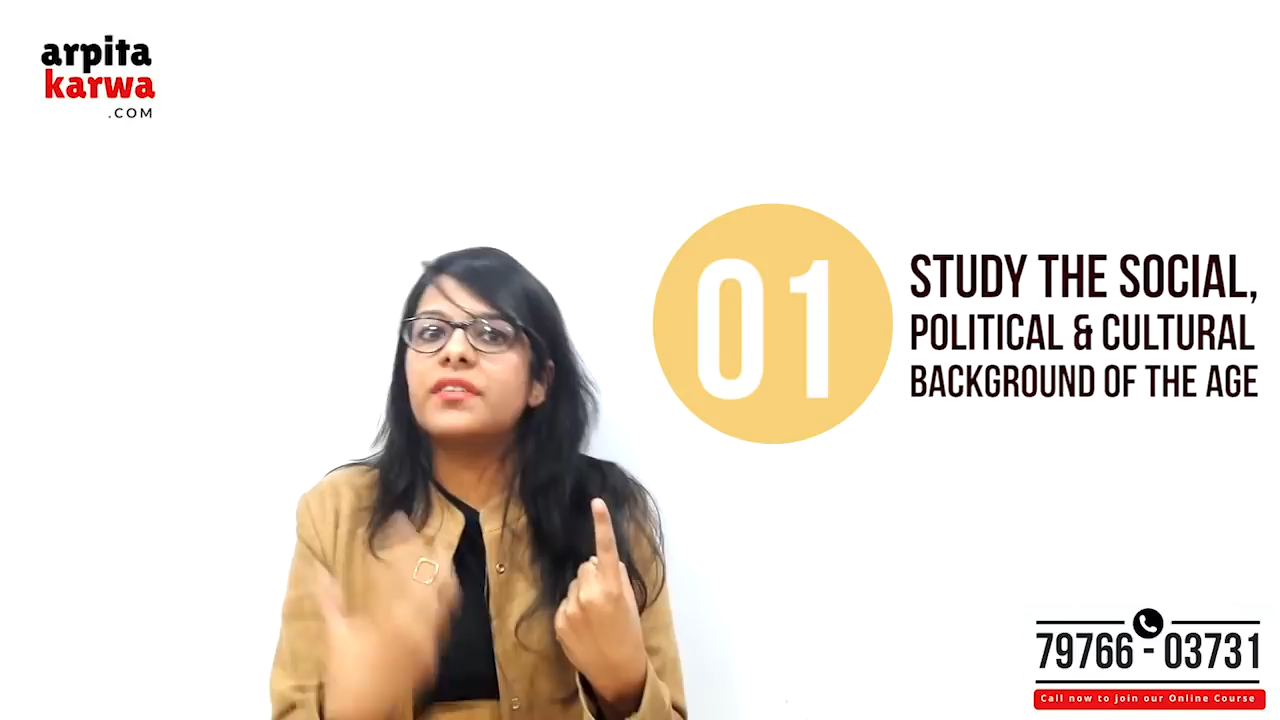 arpita
karwa
.COM
01
STUDY THE SOCIAL,
POLITICAL & CULTURAL
BACKGROUND OF THE AGE
79766 - 03731
Call now to join our Online Course